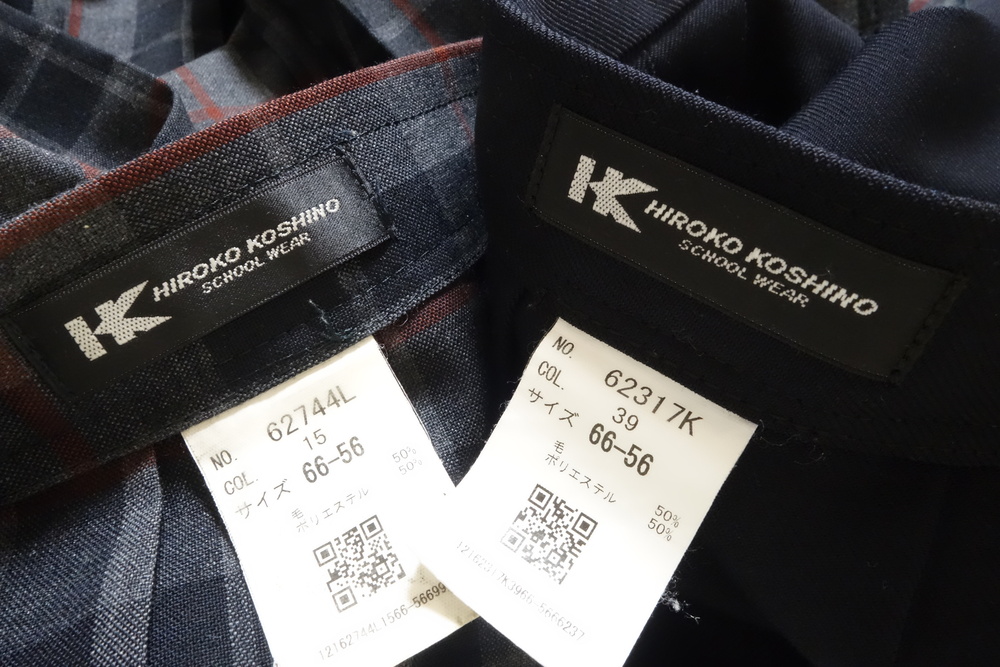 HK HIROKO KOSHINO
SCHOOL WEAR
NO. 62744L
COL. 15
サイズ 66-56
毛 50%
ポリエステル 50%
HK HIROKO KOSHINO
SCHOOL WEAR
NO. 62317K
COL. 39
サイズ 66-56
毛 50%
ポリエステル 50%